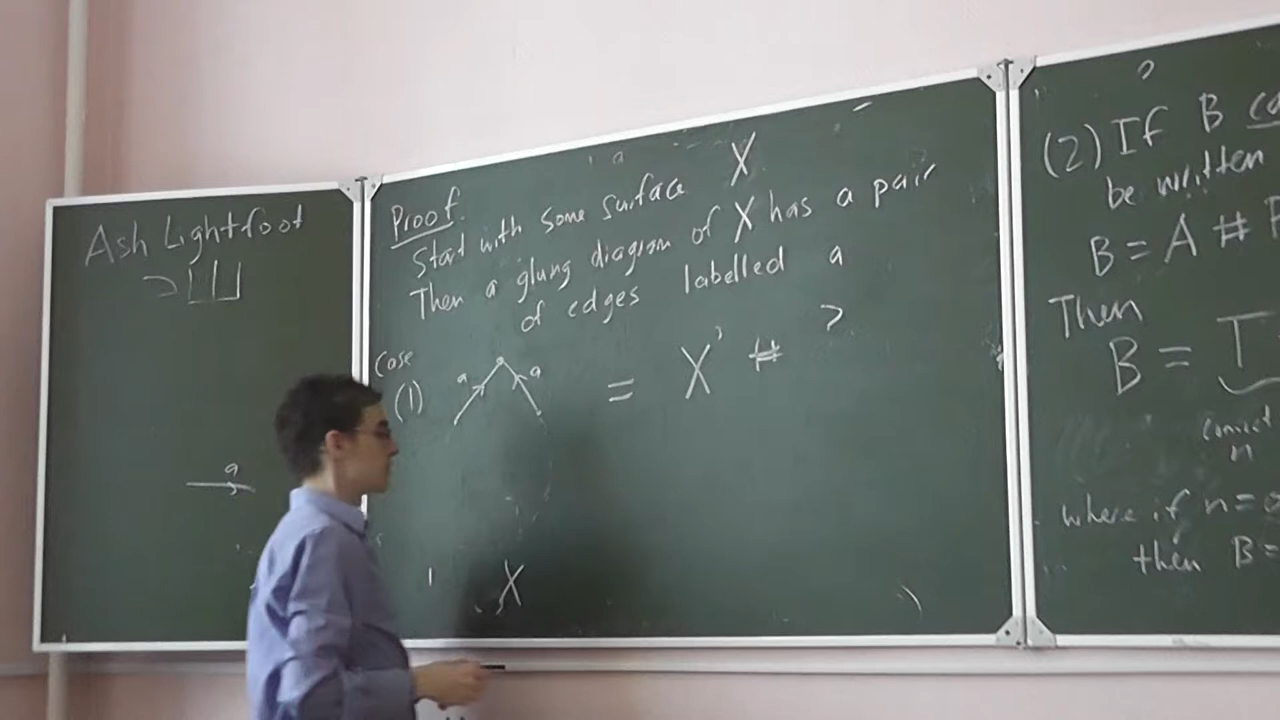 Ash Lightfoot
a
Proof.
Start with some surface X
Then a gluing diagram of X has a pair
of edges labelled a
Case
(1)
a a
= X' # ?
X
(2) If B
be written
B = A #
Then
B =
n
where if n =
then B =